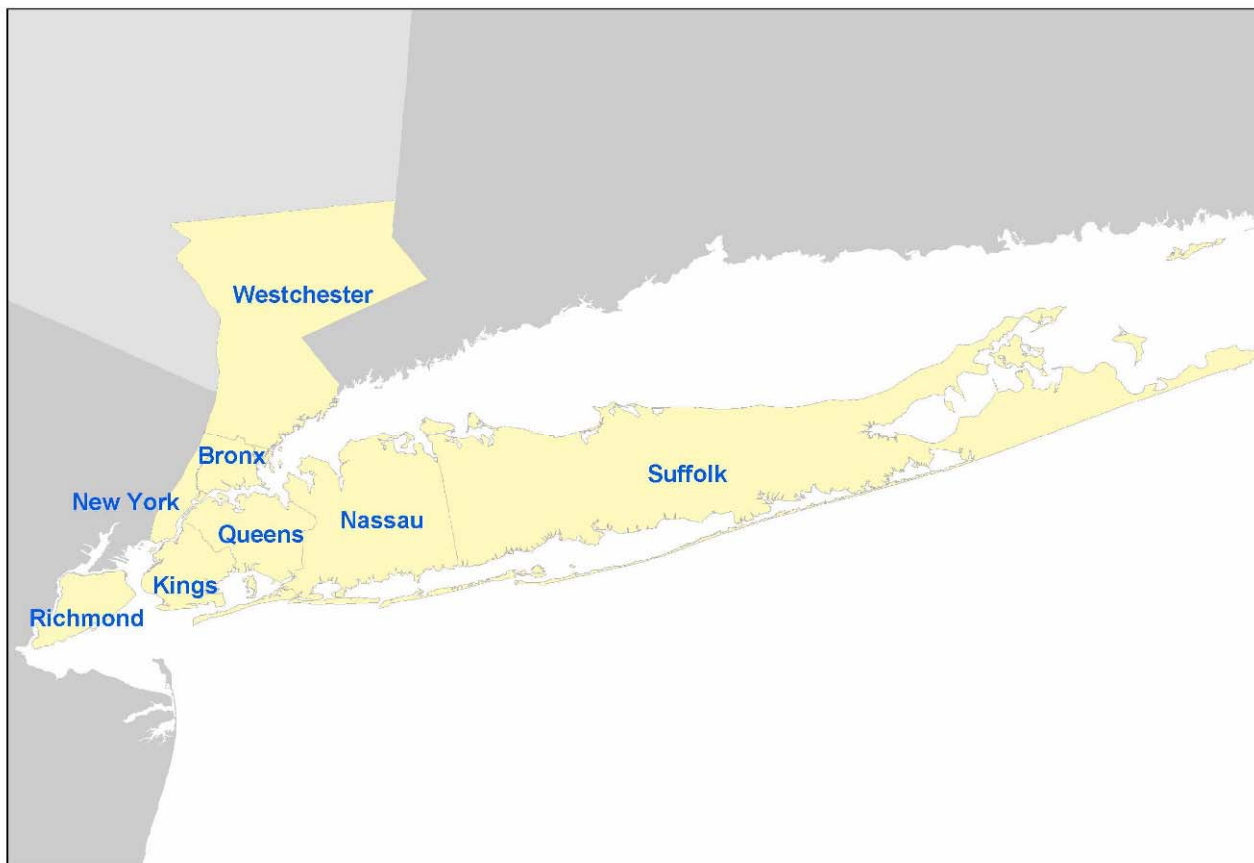 Westchester
Bronx
New York
Suffolk
Nassau
Queens
Kings
Richmond